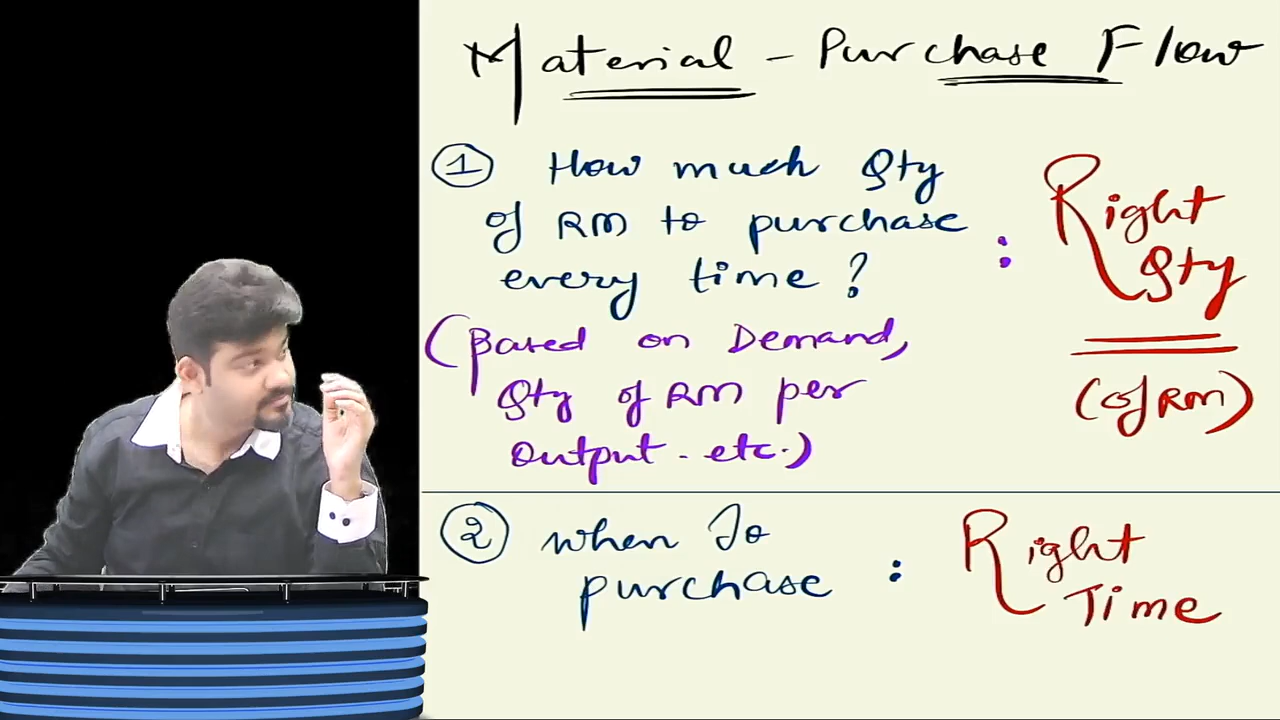 Material - Purchase Flow
① How much Qty
of RM to purchase
every time?
: Right
Qty
(of RM)
(Based on Demand,
Qty of RM per
Output. etc.)
② when To
purchase :
Right
Time